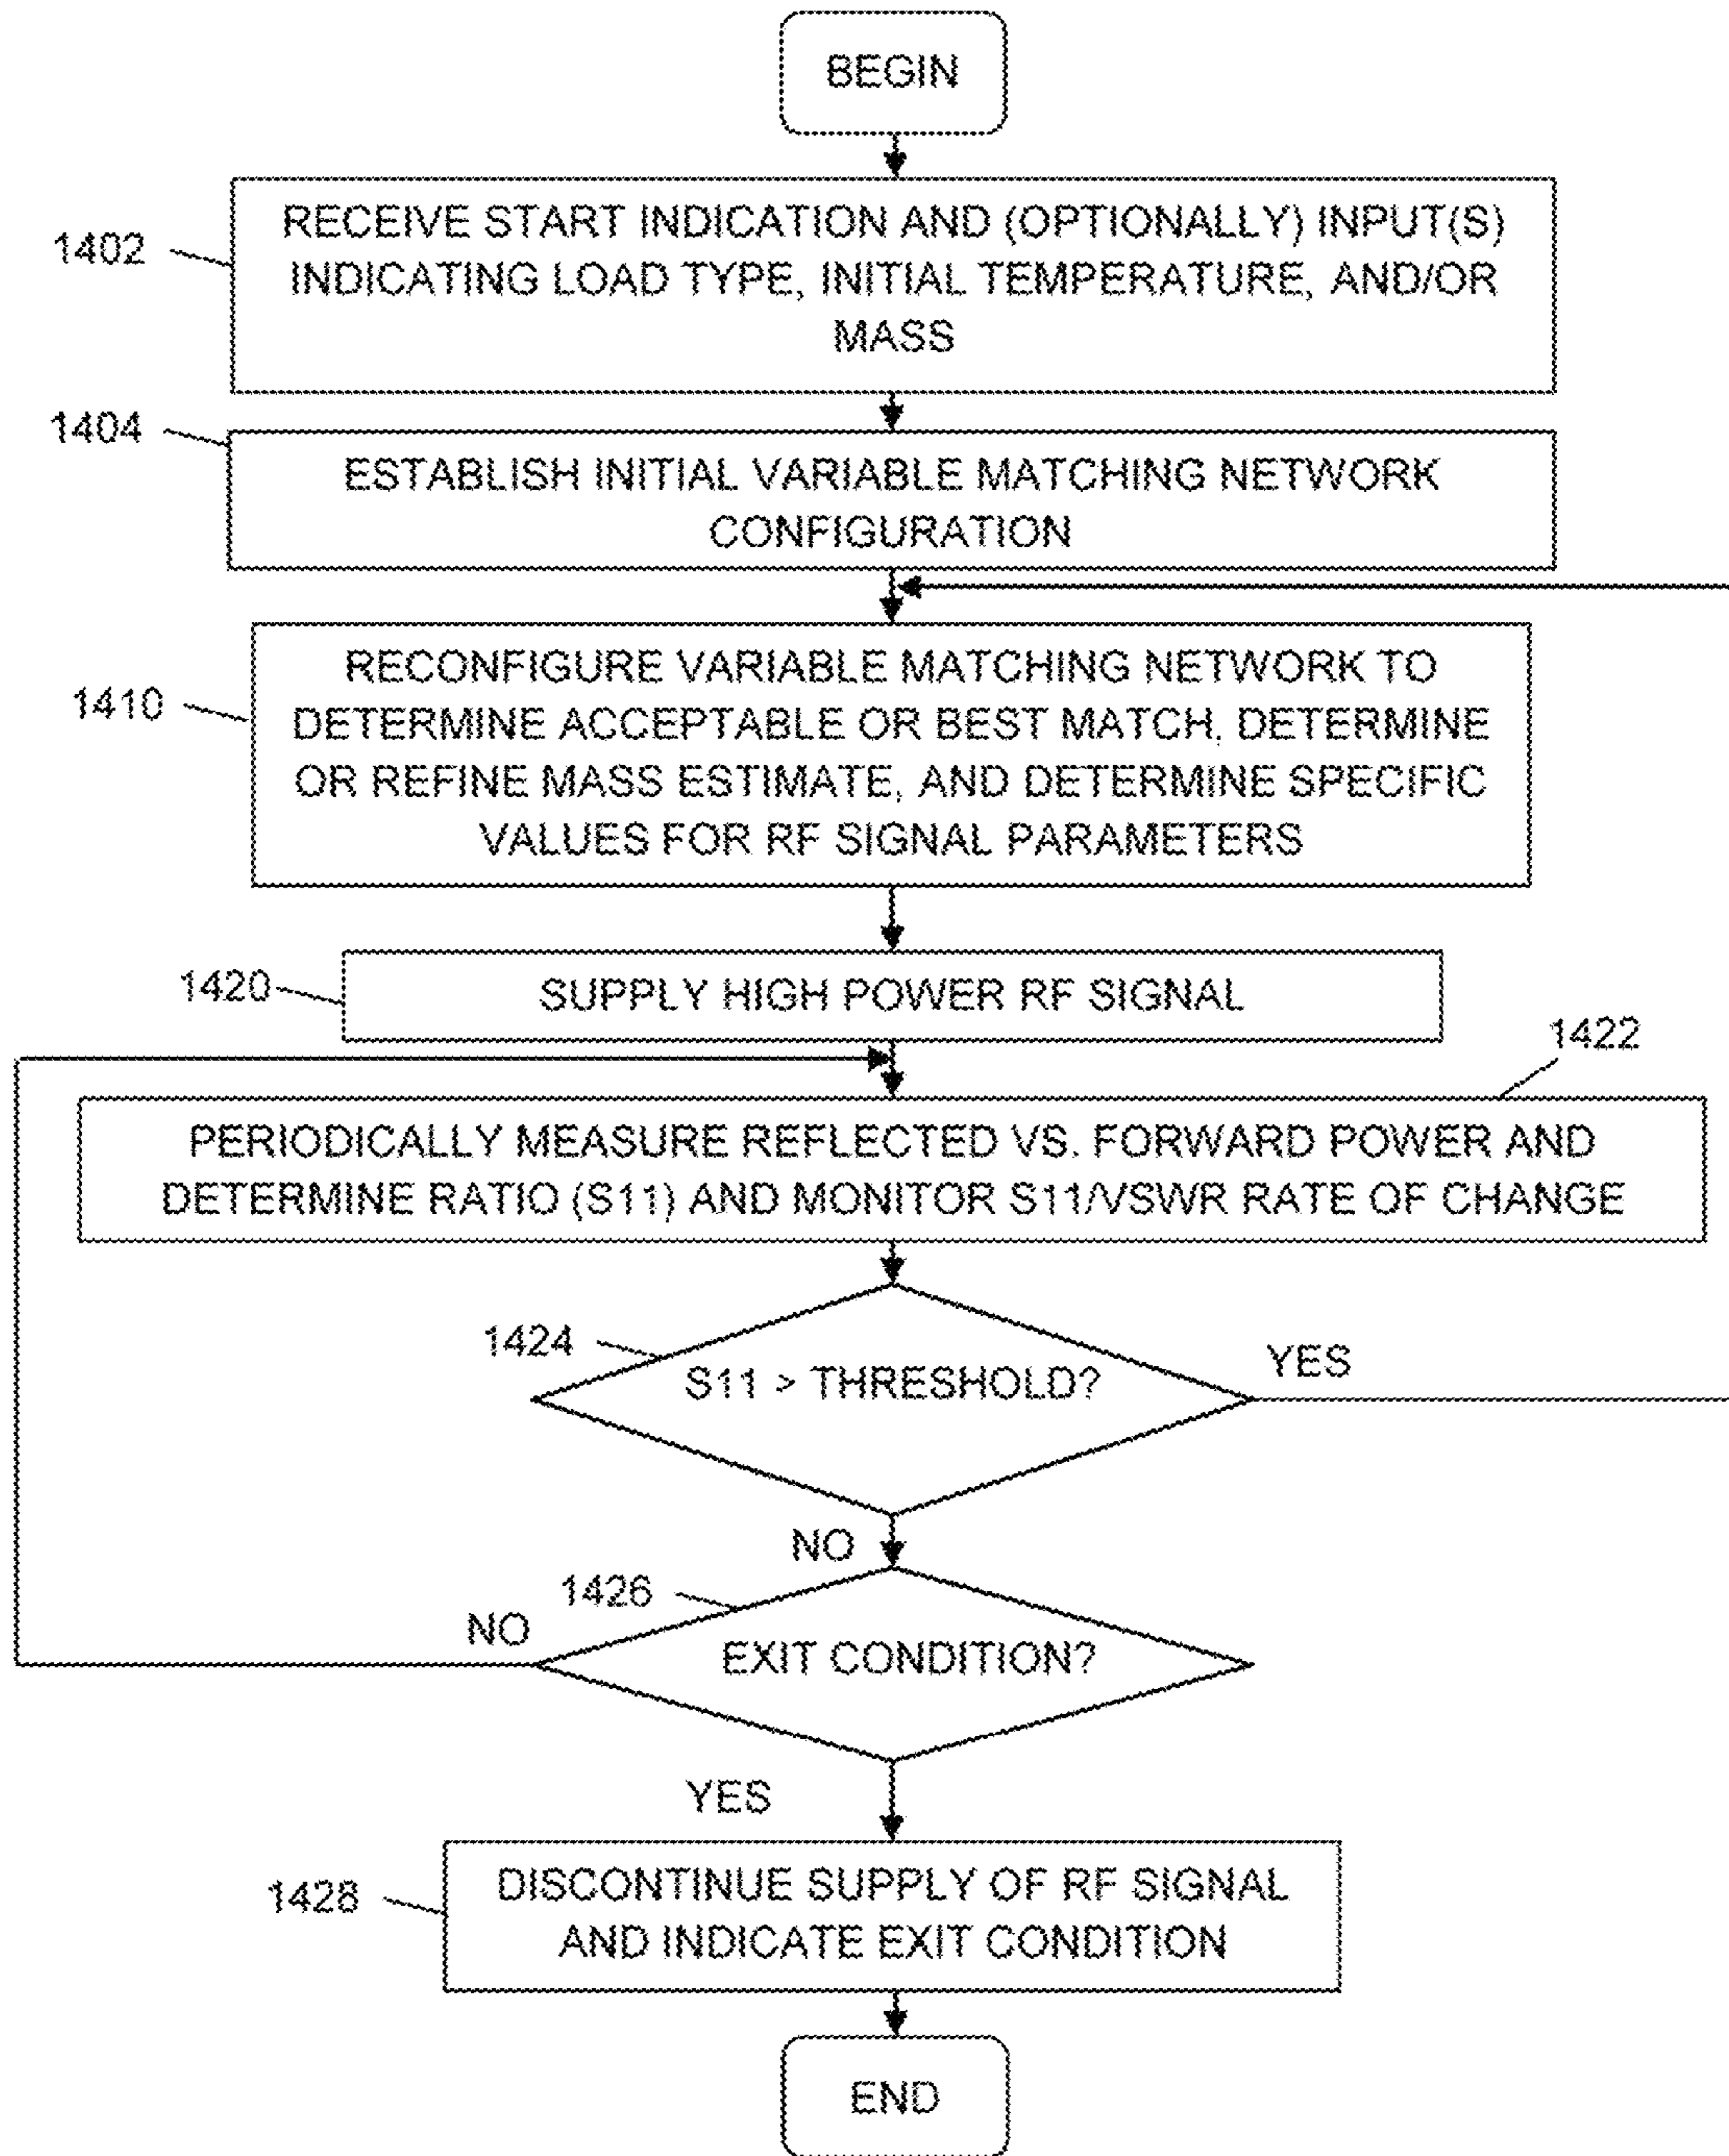 BEGIN
1402
RECEIVE START INDICATION AND (OPTIONALLY) INPUT(S)
INDICATING LOAD TYPE, INITIAL TEMPERATURE, AND/OR
MASS
1404
ESTABLISH INITIAL VARIABLE MATCHING NETWORK
CONFIGURATION
1410
RECONFIGURE VARIABLE MATCHING NETWORK TO
DETERMINE ACCEPTABLE OR BEST MATCH, DETERMINE
OR REFINE MASS ESTIMATE, AND DETERMINE SPECIFIC
VALUES FOR RF SIGNAL PARAMETERS
1420
SUPPLY HIGH POWER RF SIGNAL
1422
PERIODICALLY MEASURE REFLECTED VS. FORWARD POWER AND
DETERMINE RATIO (S11) AND MONITOR S11/VSWR RATE OF CHANGE
1424
S11 > THRESHOLD?
YES
NO
1426
NO
EXIT CONDITION?
YES
1428
DISCONTINUE SUPPLY OF RF SIGNAL
AND INDICATE EXIT CONDITION
END